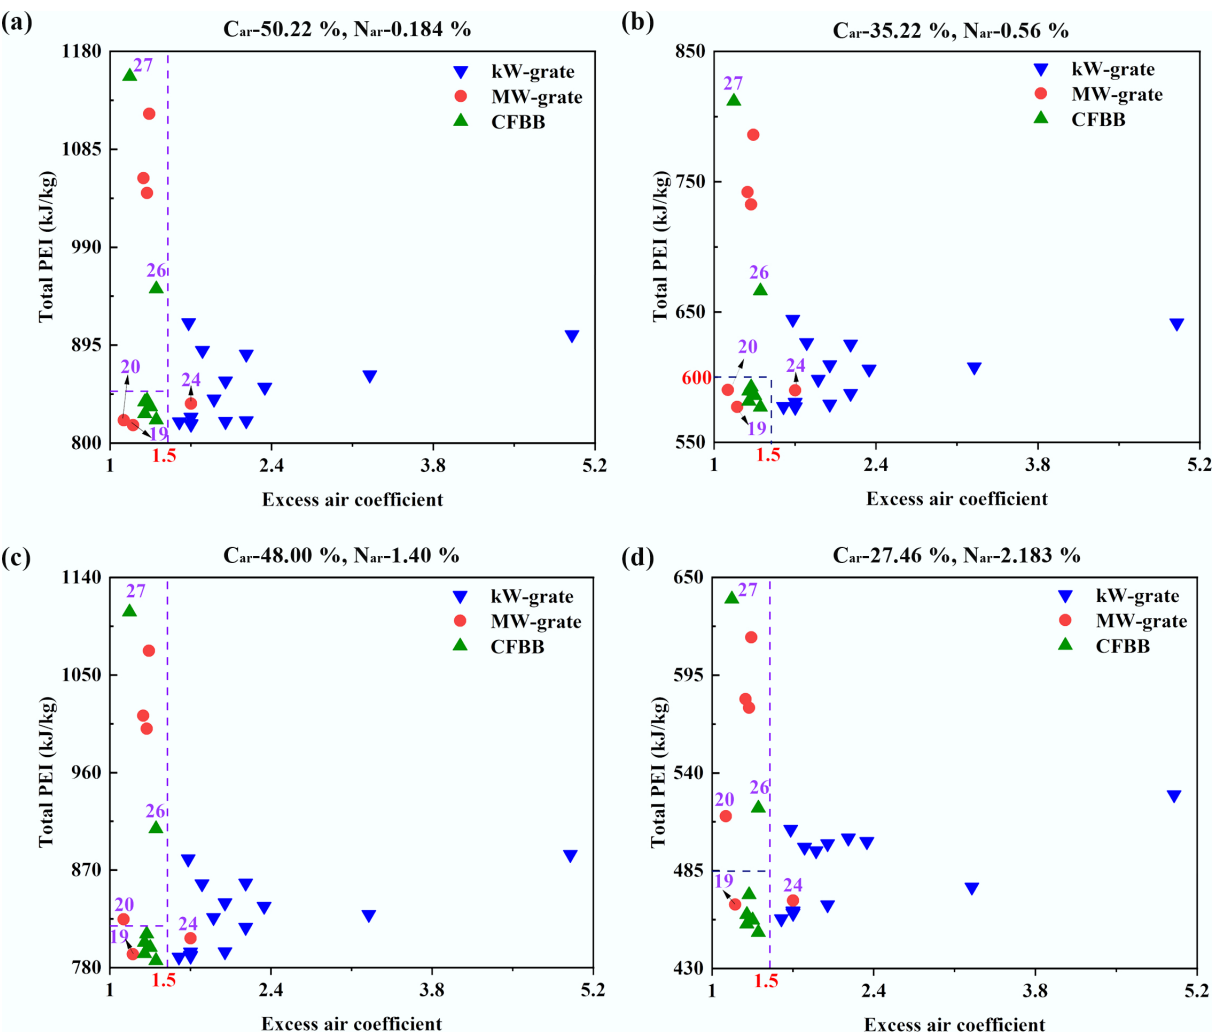 (a)
Car-50.22 %, Nar-0.184 %
1180
1085
990
895
800
Total PEI (kJ/kg)
27
26
20
24
19
kW-grate
MW-grate
CFBB
1
1.5
2.4
3.8
5.2
Excess air coefficient
(b)
Car-35.22 %, Nar-0.56 %
850
750
650
600
550
Total PEI (kJ/kg)
27
26
20
24
19
kW-grate
MW-grate
CFBB
1
1.5
2.4
3.8
5.2
Excess air coefficient
(c)
Car-48.00 %, Nar-1.40 %
1140
1050
960
870
780
Total PEI (kJ/kg)
27
26
20
24
19
kW-grate
MW-grate
CFBB
1
1.5
2.4
3.8
5.2
Excess air coefficient
(d)
Car-27.46 %, Nar-2.183 %
650
595
540
485
430
Total PEI (kJ/kg)
27
26
20
24
19
kW-grate
MW-grate
CFBB
1
1.5
2.4
3.8
5.2
Excess air coefficient